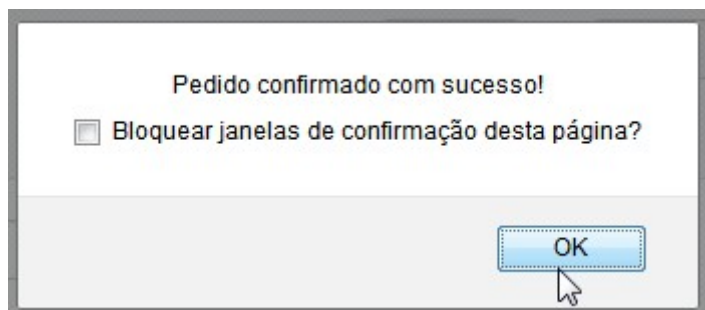 Pedido confirmado com sucesso!
Bloquear janelas de confirmação desta página?
OK